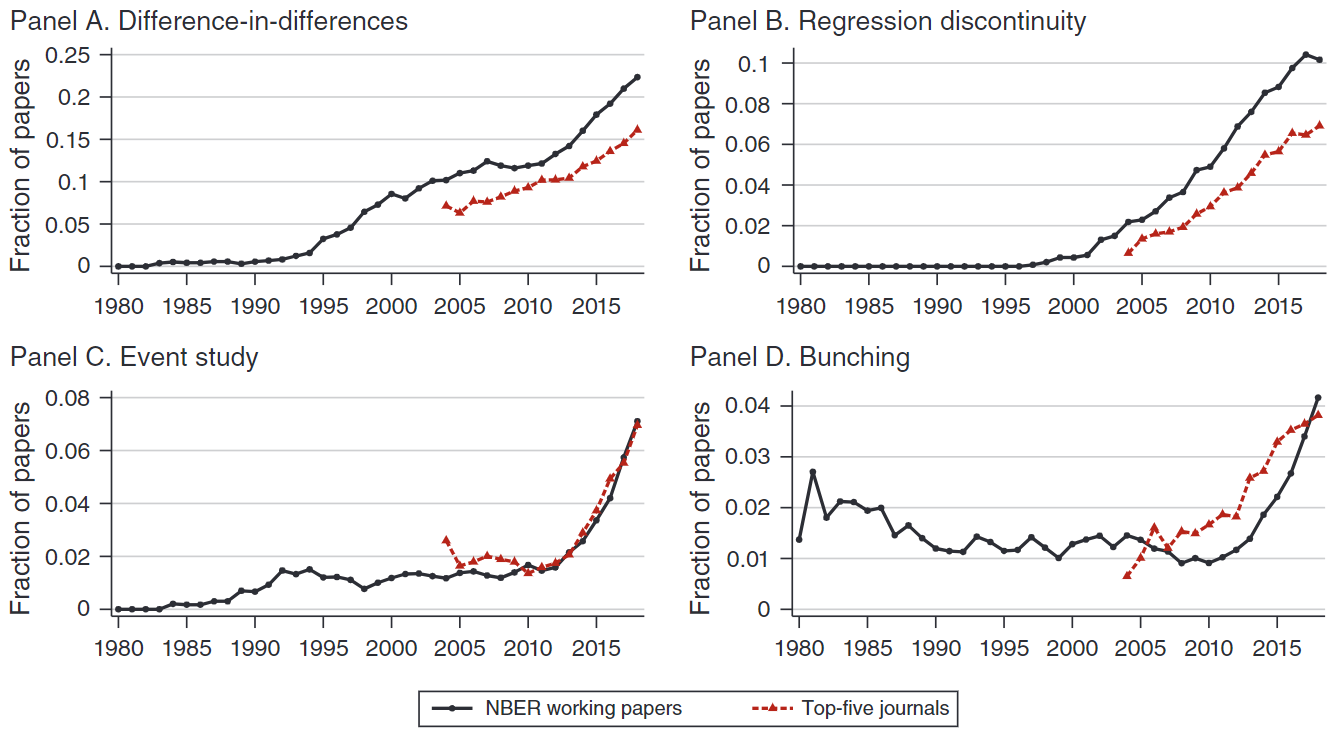 Panel A. Difference-in-differences
Fraction of papers
0.25
0.2
0.15
0.1
0.05
0
1980 1985 1990 1995 2000 2005 2010 2015
Panel B. Regression discontinuity
Fraction of papers
0.1
0.08
0.06
0.04
0.02
0
1980 1985 1990 1995 2000 2005 2010 2015
Panel C. Event study
Fraction of papers
0.08
0.06
0.04
0.02
0
1980 1985 1990 1995 2000 2005 2010 2015
Panel D. Bunching
Fraction of papers
0.04
0.03
0.02
0.01
0
1980 1985 1990 1995 2000 2005 2010 2015
NBER working papers Top-five journals